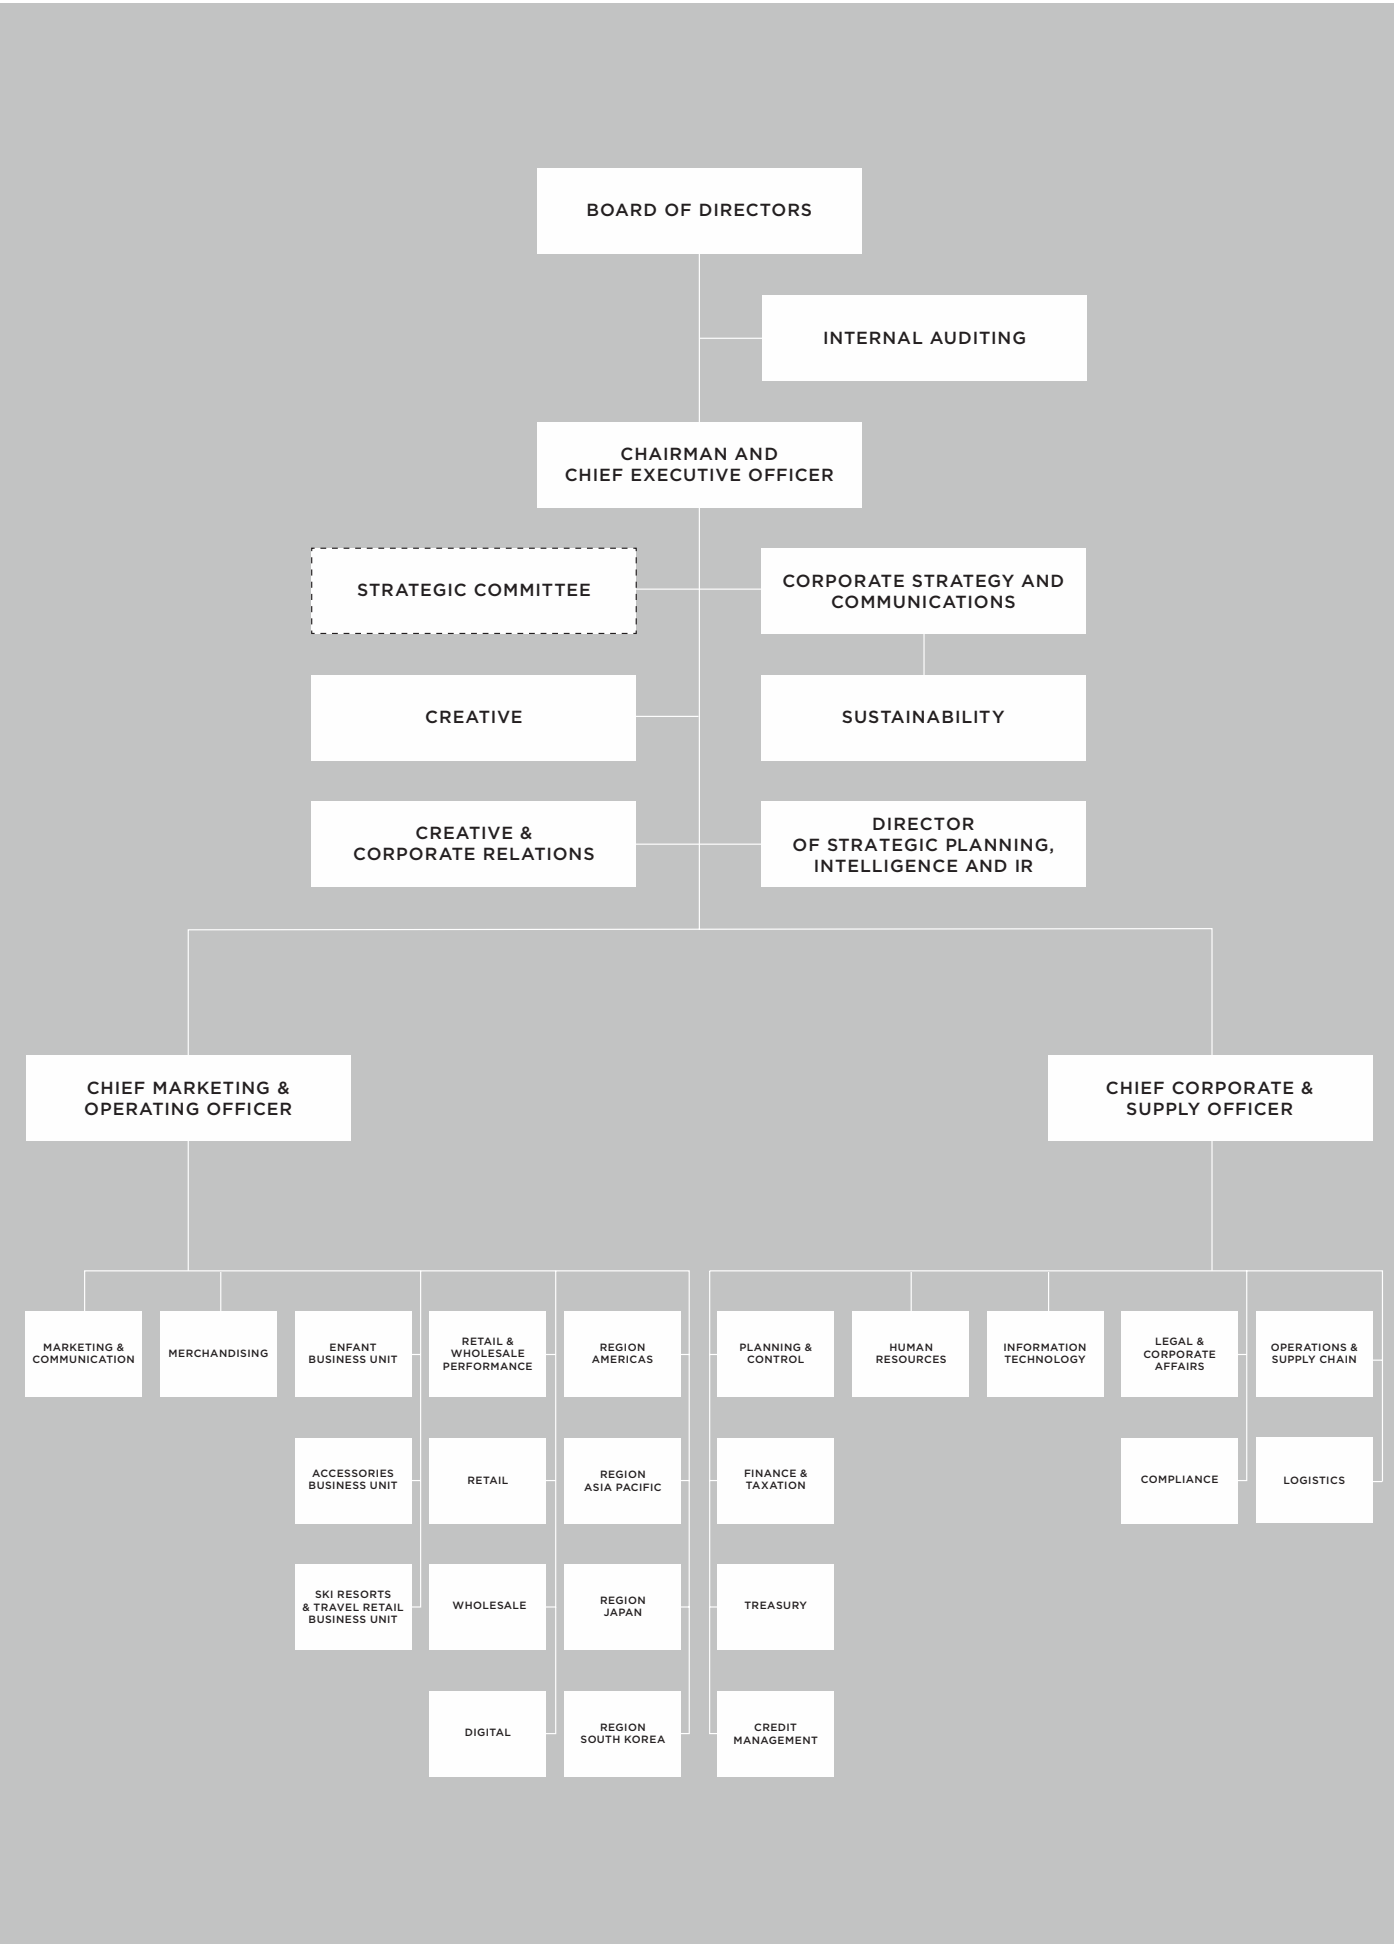 BOARD OF DIRECTORS
INTERNAL AUDITING
CHAIRMAN AND
CHIEF EXECUTIVE OFFICER
STRATEGIC COMMITTEE
CORPORATE STRATEGY AND
COMMUNICATIONS
CREATIVE
SUSTAINABILITY
CREATIVE &
CORPORATE RELATIONS
DIRECTOR
OF STRATEGIC PLANNING,
INTELLIGENCE AND IR
CHIEF MARKETING &
OPERATING OFFICER
CHIEF CORPORATE &
SUPPLY OFFICER
MARKETING &
COMMUNICATION
MERCHANDISING
ENFANT
BUSINESS UNIT
RETAIL &
WHOLESALE
PERFORMANCE
REGION
AMERICAS
PLANNING &
CONTROL
HUMAN
RESOURCES
INFORMATION
TECHNOLOGY
LEGAL &
CORPORATE
AFFAIRS
OPERATIONS &
SUPPLY CHAIN
ACCESSORIES
BUSINESS UNIT
RETAIL
REGION
ASIA PACIFIC
FINANCE &
TAXATION
COMPLIANCE
LOGISTICS
SKI RESORTS
& TRAVEL RETAIL
BUSINESS UNIT
WHOLESALE
REGION
JAPAN
TREASURY
DIGITAL
REGION
SOUTH KOREA
CREDIT
MANAGEMENT